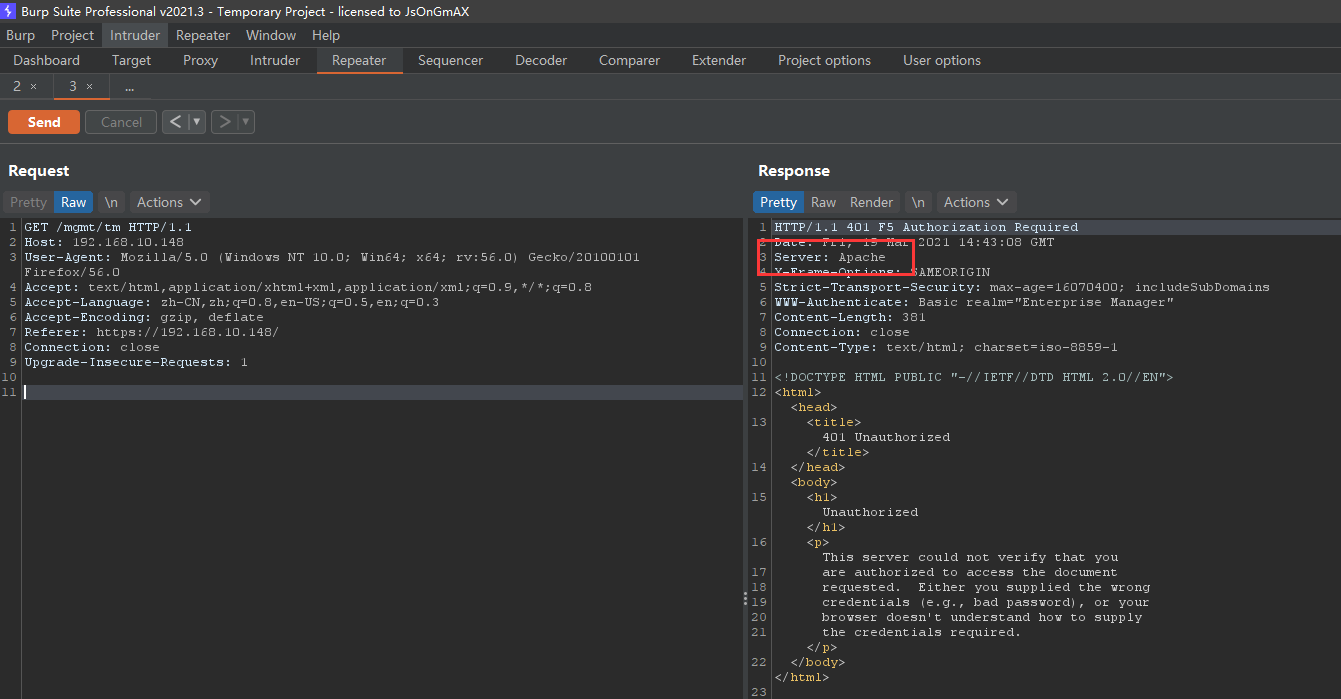 Burp Suite Professional v2021.3 - Temporary Project - licensed to JsOnGmAX
Burp Project Intruder Repeater Window Help
Dashboard Target Proxy Intruder Repeater Sequencer Decoder Comparer Extender Project options User options
2 × 3 × ...
Send Cancel < >
Request
Pretty Raw \n Actions
1 GET /mgmt/tm HTTP/1.1
2 Host: 192.168.10.148
3 User-Agent: Mozilla/5.0 (Windows NT 10.0; Win64; x64; rv:56.0) Gecko/20100101
Firefox/56.0
4 Accept: text/html,application/xhtml+xml,application/xml;q=0.9,*/*;q=0.8
5 Accept-Language: zh-CN,zh;q=0.8,en-US;q=0.5,en;q=0.3
6 Accept-Encoding: gzip, deflate
7 Referer: https://192.168.10.148/
8 Connection: close
9 Upgrade-Insecure-Requests: 1
10
11
Response
Pretty Raw Render \n Actions
1 HTTP/1.1 401 F5 Authorization Required
2 Date: Fri, 19 Mar 2021 14:43:08 GMT
3 Server: Apache
4 X-Frame-Options: SAMEORIGIN
5 Strict-Transport-Security: max-age=16070400; includeSubDomains
6 WWW-Authenticate: Basic realm="Enterprise Manager"
7 Content-Length: 381
8 Connection: close
9 Content-Type: text/html; charset=iso-8859-1
10
11 <!DOCTYPE HTML PUBLIC "-//IETF//DTD HTML 2.0//EN">
12 <html>
<head>
13 <title>
401 Unauthorized
</title>
14 </head>
<body>
15 <h1>
Unauthorized
</h1>
16 <p>
This server could not verify that you
17 are authorized to access the document
18 requested.  Either you supplied the wrong
19 credentials (e.g., bad password), or your
20 browser doesn't understand how to supply
21 the credentials required.
</p>
22 </body>
</html>
23